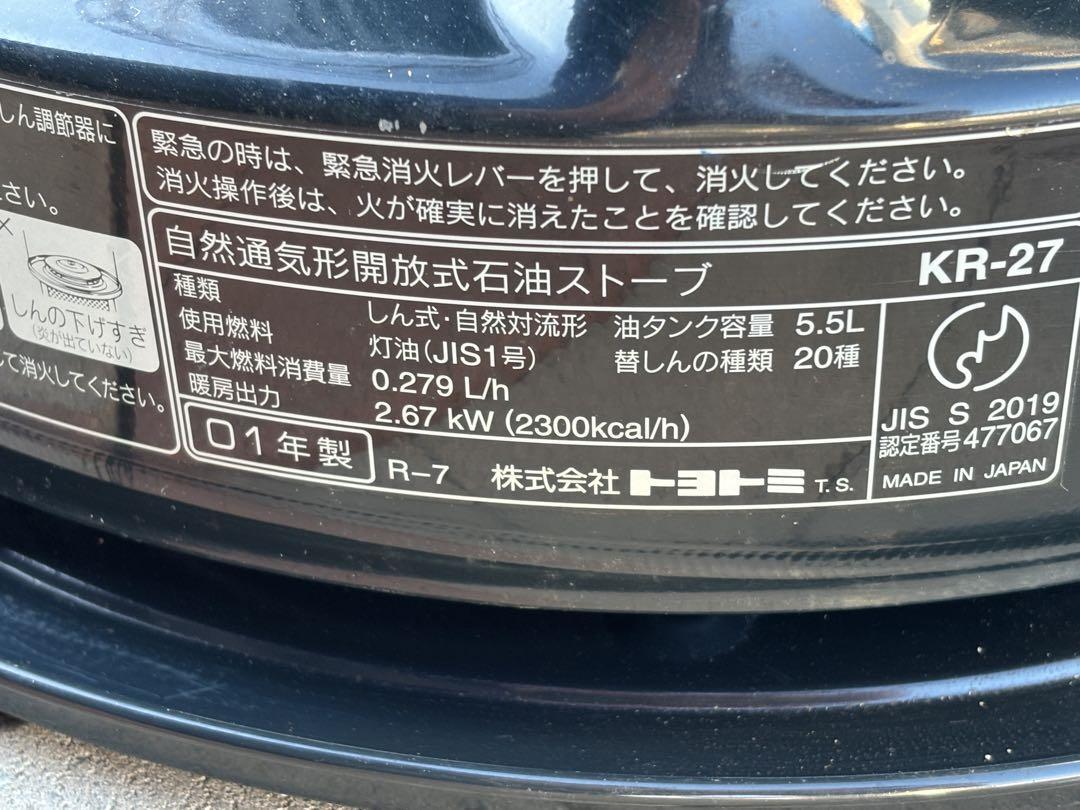 しん調節器に
ださい。
×
しんの下げすぎ
(炎が出ていない)
して消火してください。
緊急の時は、緊急消火レバーを押して、消火してください。
消火操作後は、火が確実に消えたことを確認してください。
自然通気形開放式石油ストーブ KR-27
種類 しん式・自然対流形 油タンク容量 5.5L
使用燃料 灯油(JIS1号) 替しんの種類 20種
最大燃料消費量 0.279 L/h
暖房出力 2.67 kW (2300kcal/h)
01年製 R-7 株式会社トヨトミ T.S.
JIS S 2019
認定番号477067
MADE IN JAPAN